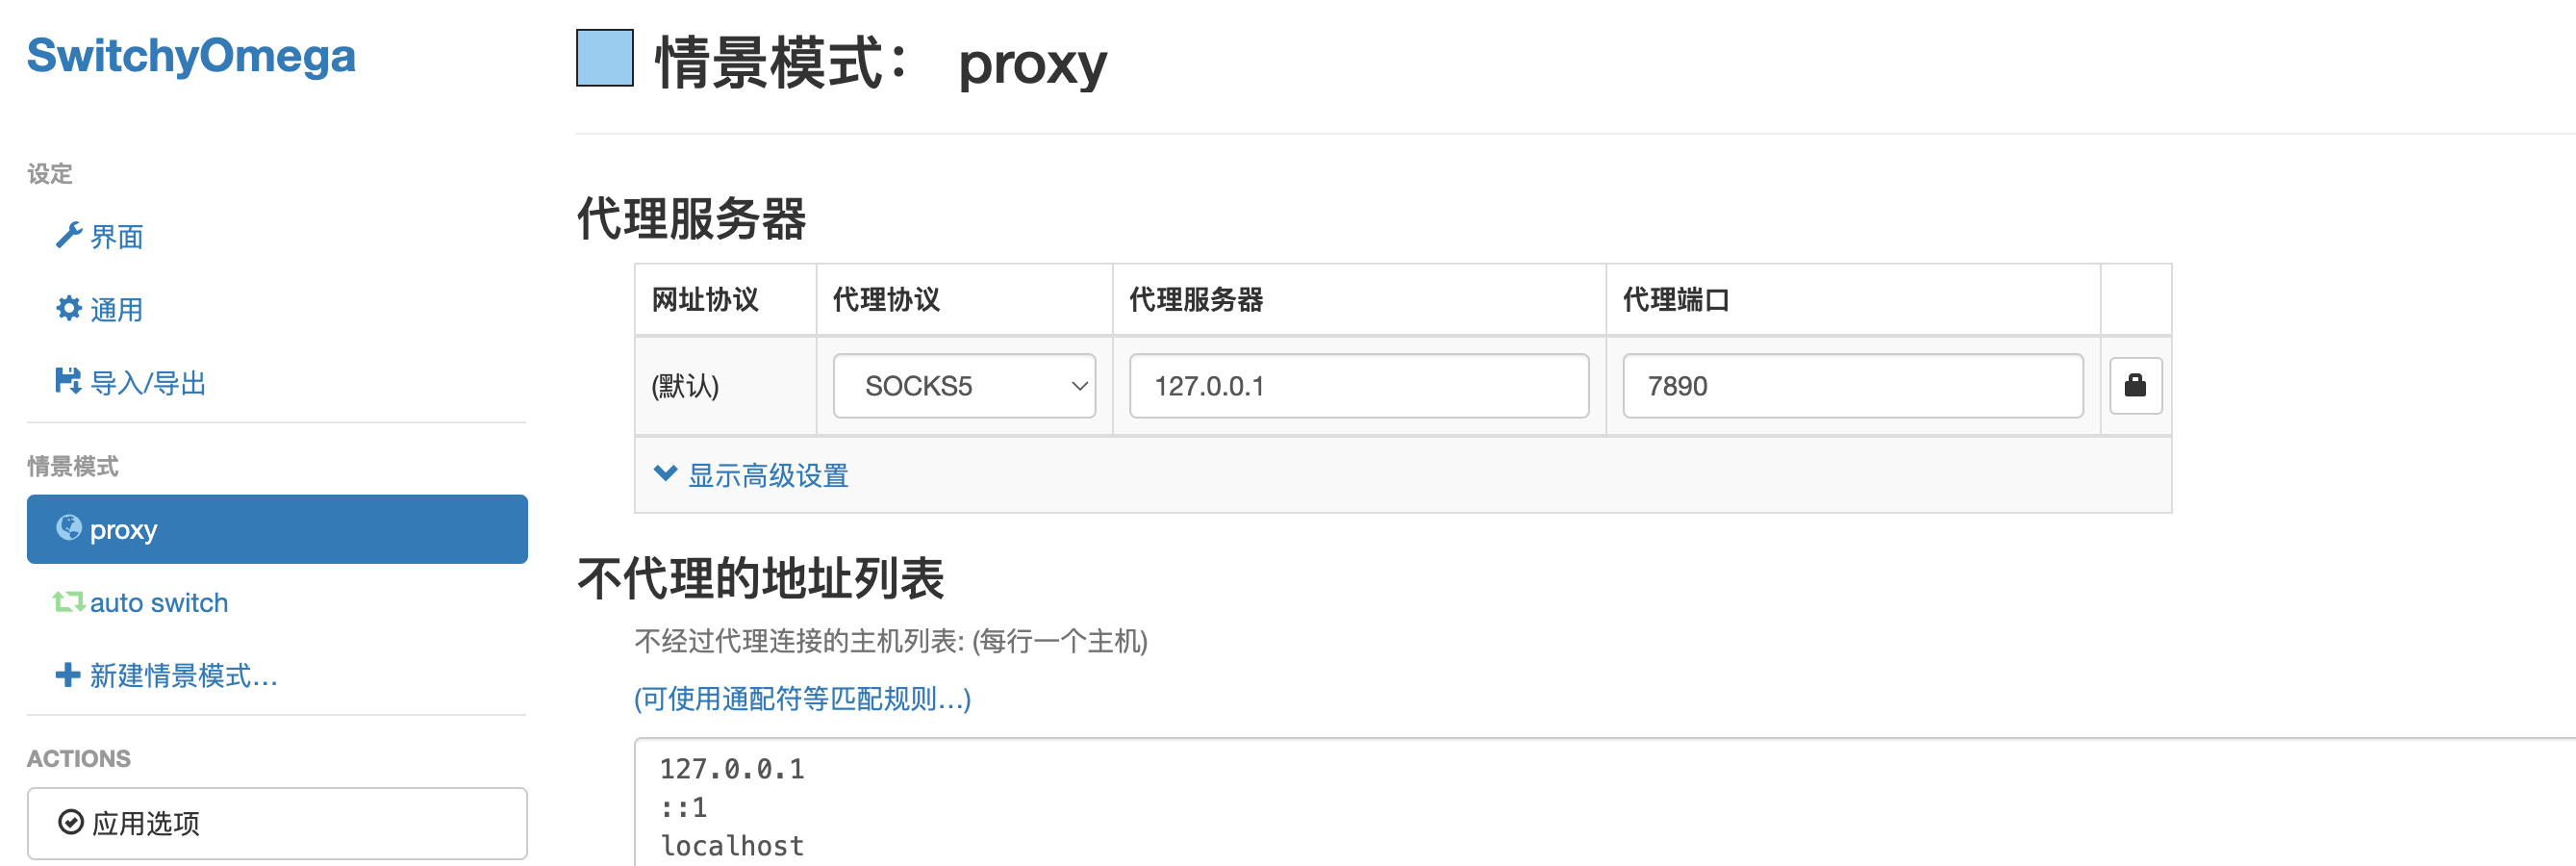 SwitchyOmega
设定
界面
通用
导入/导出
情景模式
proxy
auto switch
新建情景模式...
ACTIONS
应用选项
情景模式： proxy
代理服务器
网址协议 代理协议 代理服务器 代理端口
(默认) SOCKS5 127.0.0.1 7890
显示高级设置
不代理的地址列表
不经过代理连接的主机列表: (每行一个主机)
(可使用通配符等匹配规则...)
127.0.0.1
::1
localhost